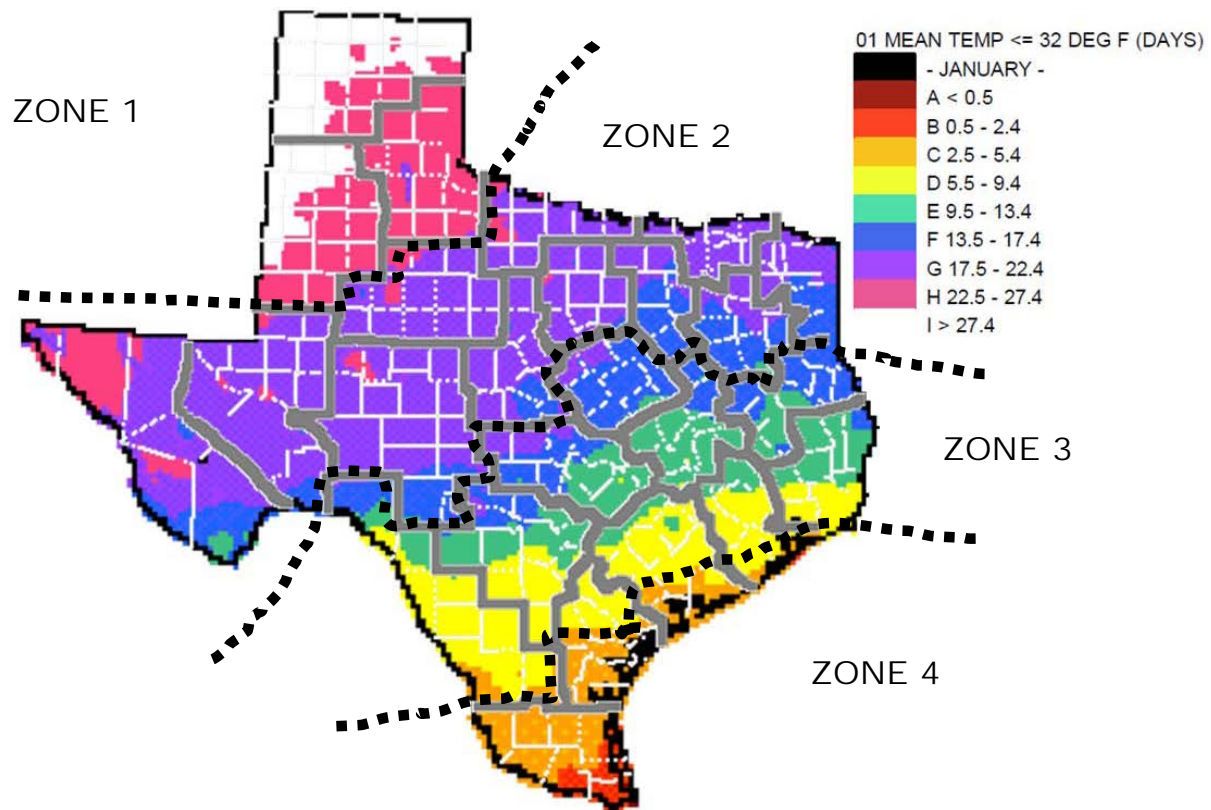 01 MEAN TEMP <= 32 DEG F (DAYS)
- JANUARY -
A < 0.5
B 0.5 - 2.4
C 2.5 - 5.4
D 5.5 - 9.4
E 9.5 - 13.4
F 13.5 - 17.4
G 17.5 - 22.4
H 22.5 - 27.4
I > 27.4
ZONE 1
ZONE 2
ZONE 3
ZONE 4